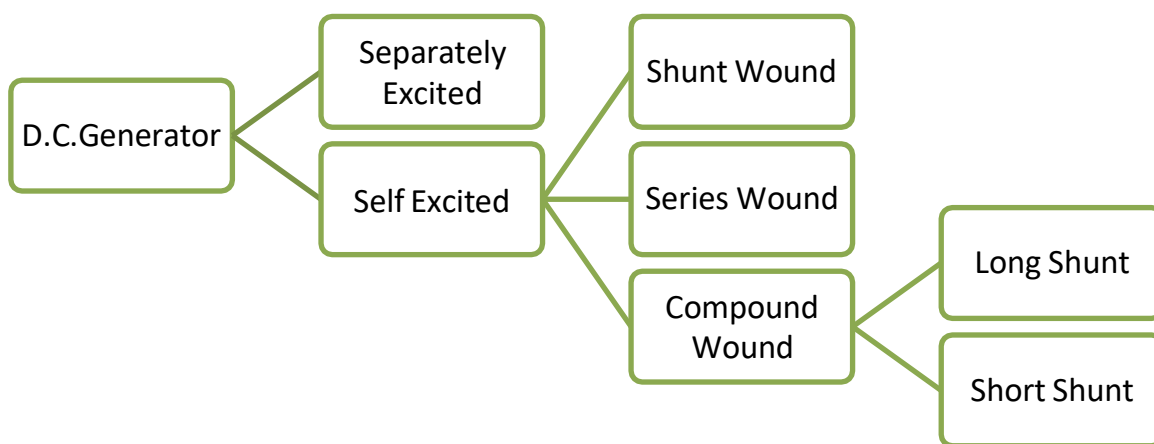 D.C.Generator
Separately
Excited
Self Excited
Shunt Wound
Series Wound
Compound
Wound
Long Shunt
Short Shunt